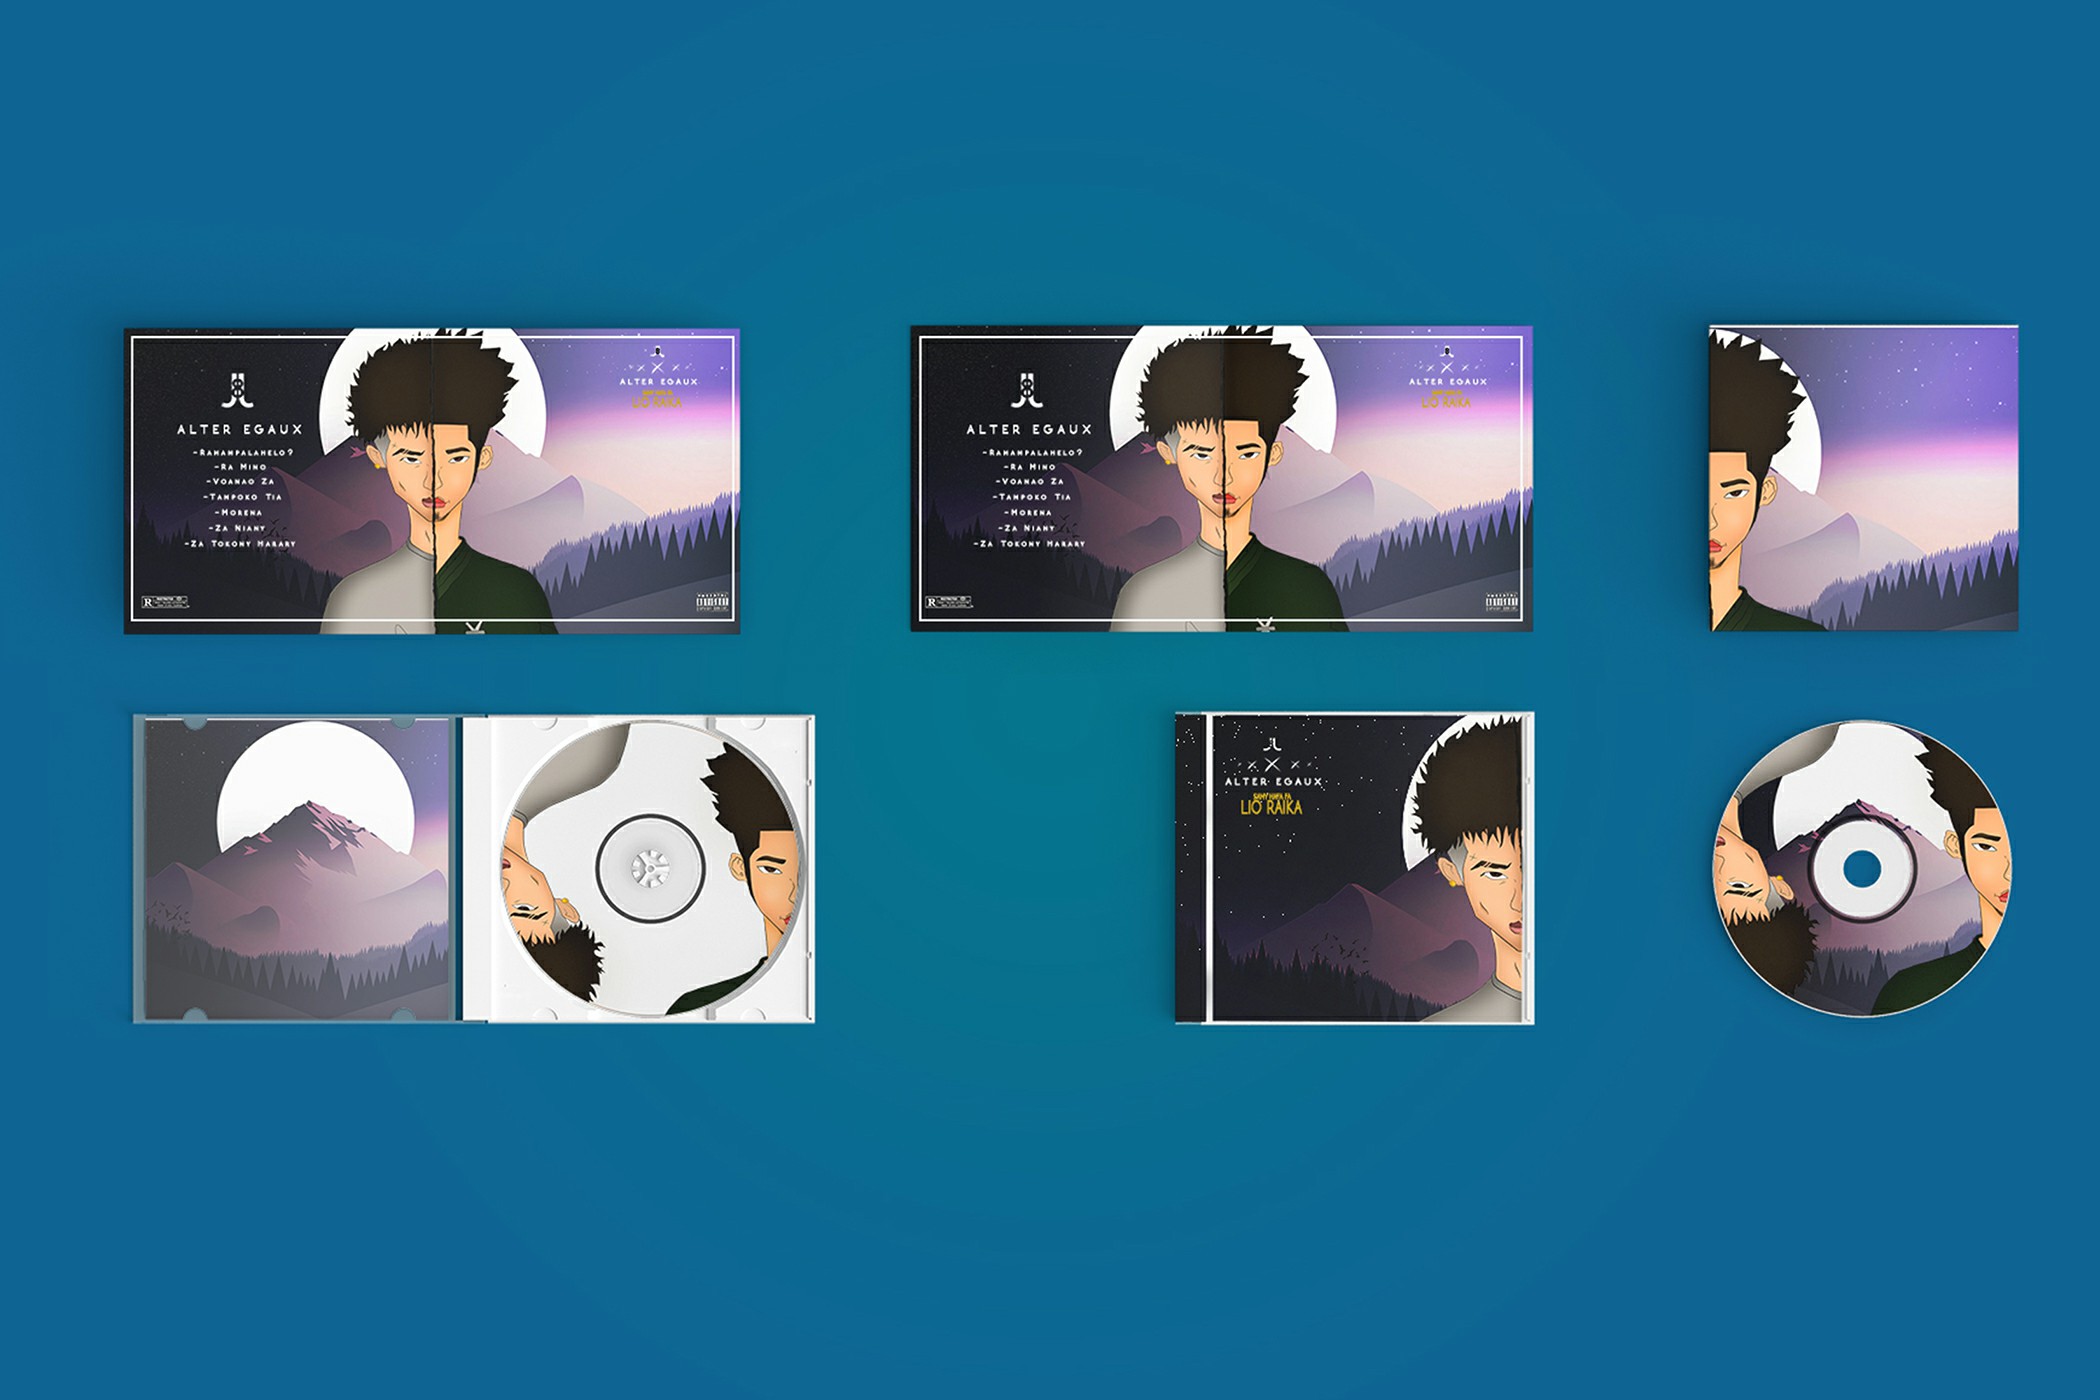 ALTER EGAUX
-RAHAMPALAHELO?
-RA MINO
-VOANAO ZA
-TAMPOKO TIA
-MORENA
-ZA NIANY
-ZA TOKONY HARARY
R
ALTER EGAUX
LIO RAIKA
ALTER EGAUX
-RAHAMPALAHELO?
-RA MINO
-VOANAO ZA
-TAMPOKO TIA
-MORENA
-ZA NIANY
-ZA TOKONY HARARY
R
ALTER EGAUX
LIO RAIKA
ALTER EGAUX
LIO RAIKA